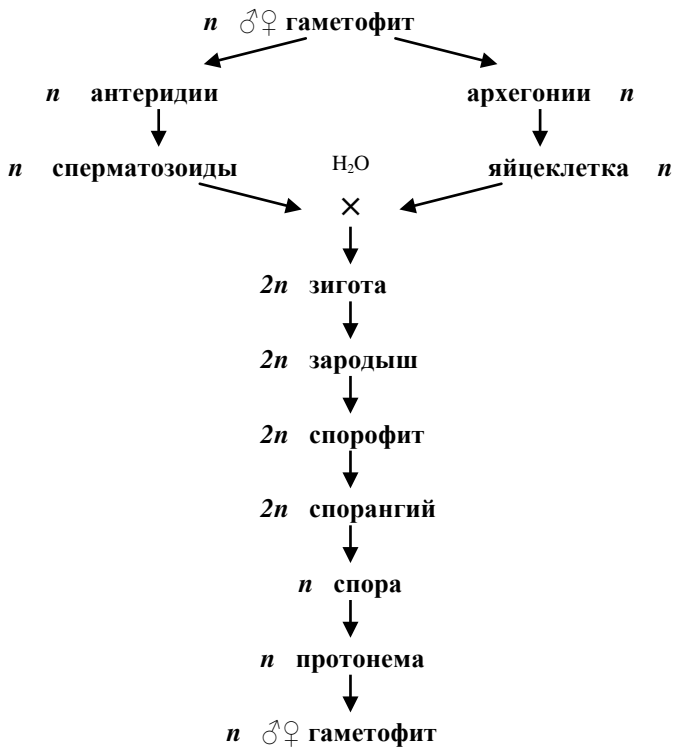 n ♂♀ гаметофит
n антеридии архегонии n
n сперматозоиды H₂O яйцеклетка n
×
2n зигота
2n зародыш
2n спорофит
2n спорангий
n спора
n протонема
n ♂♀ гаметофит